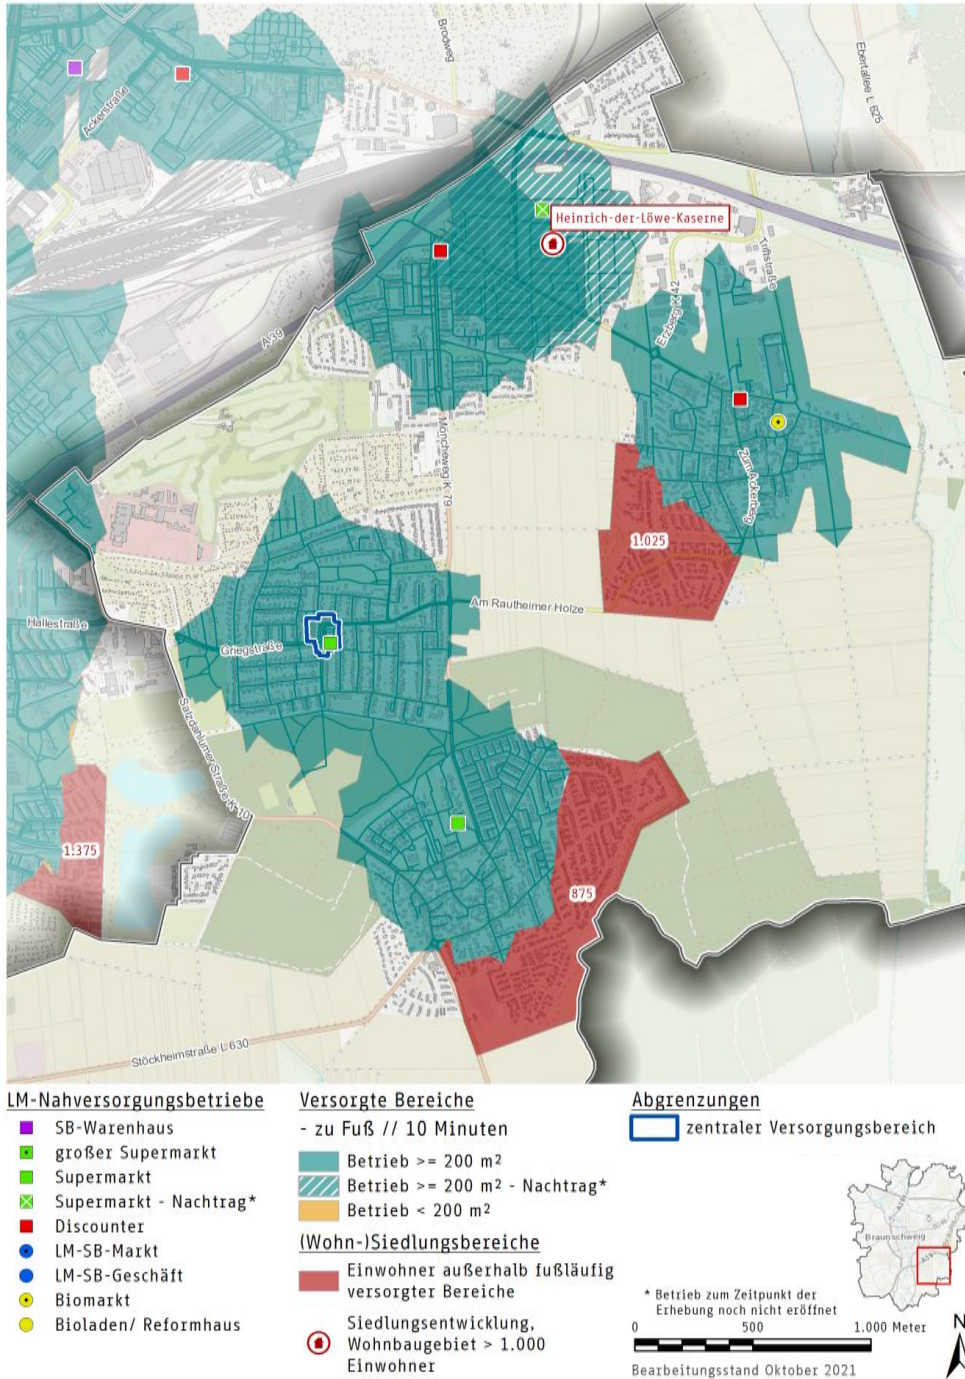 Brodweg
Ebertallee L 625
Ackerstraße
Heinrich-der-Löwe-Kaserne
Triftstraße
Erzberg K 42
A 39
Möncheweg K 79
Zum Ackerberg
1.025
Am Rautheimer Holze
Hallestraße
Griegstraße
Salzdahlumer Straße K 10
1.375
875
Stöckheimstraße L 630
LM-Nahversorgungsbetriebe
SB-Warenhaus
großer Supermarkt
Supermarkt
Supermarkt - Nachtrag*
Discounter
LM-SB-Markt
LM-SB-Geschäft
Biomarkt
Bioladen/ Reformhaus
Versorgte Bereiche
- zu Fuß // 10 Minuten
Betrieb >= 200 m²
Betrieb >= 200 m² - Nachtrag*
Betrieb < 200 m²
(Wohn-)Siedlungsbereiche
Einwohner außerhalb fußläufig
versorgter Bereiche
Siedlungsentwicklung,
Wohnbaugebiet > 1.000
Einwohner
Abgrenzungen
zentraler Versorgungsbereich
Braunschweig
* Betrieb zum Zeitpunkt der
Erhebung noch nicht eröffnet
0 500 1.000 Meter
N
Bearbeitungsstand Oktober 2021